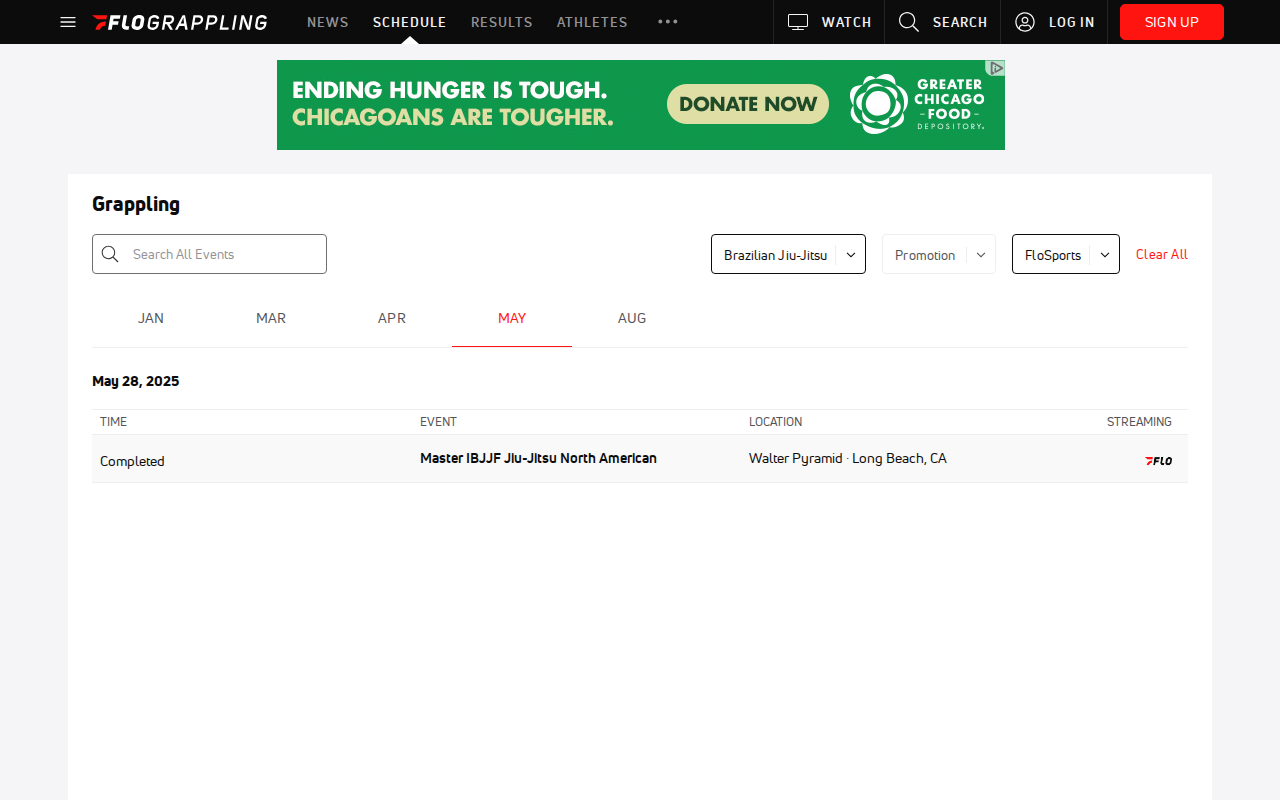 FLOGRAPPLING NEWS SCHEDULE RESULTS ATHLETES WATCH SEARCH LOG IN SIGN UP
ENDING HUNGER IS TOUGH.
CHICAGOANS ARE TOUGHER.
DONATE NOW
GREATER
CHICAGO
- FOOD -
DEPOSITORY.
Grappling
Search All Events Brazilian Jiu-Jitsu Promotion FloSports Clear All
JAN MAR APR MAY AUG
May 28, 2025
TIME EVENT LOCATION STREAMING
Completed Master IBJJF Jiu-Jitsu North American Walter Pyramid · Long Beach, CA FLO